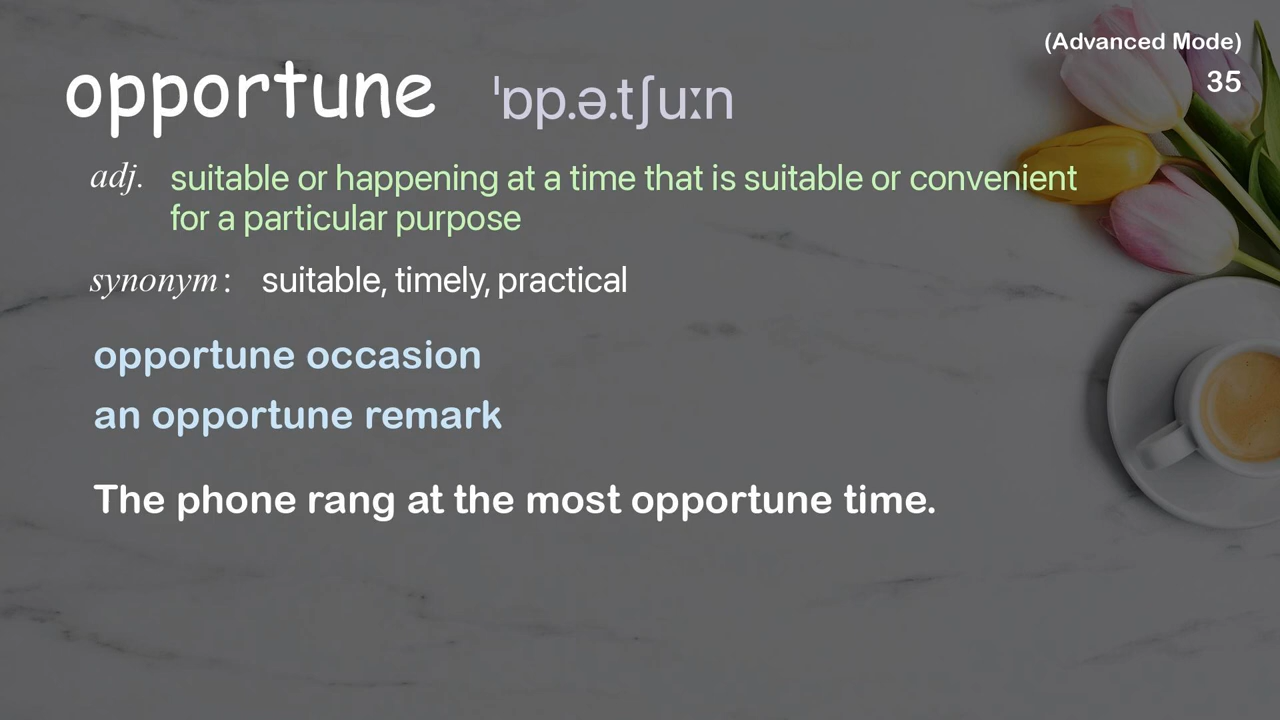 (Advanced Mode)
35
opportune ˈɒp.ə.tʃuːn
adj. suitable or happening at a time that is suitable or convenient
for a particular purpose
synonym: suitable, timely, practical
opportune occasion
an opportune remark
The phone rang at the most opportune time.